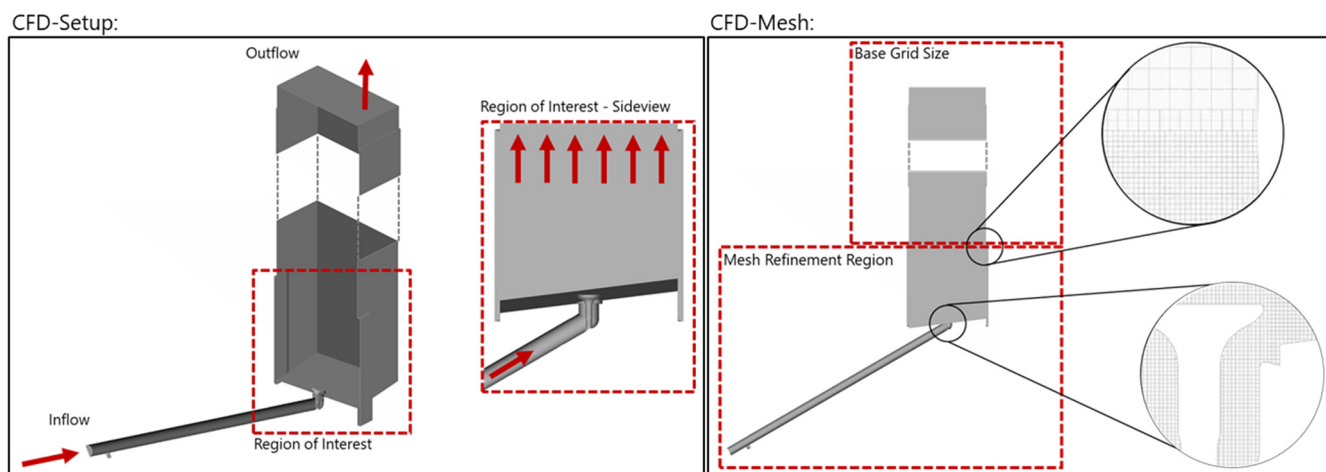 CFD-Setup:
Outflow
Region of Interest - Sideview
Inflow
Region of Interest
CFD-Mesh:
Base Grid Size
Mesh Refinement Region